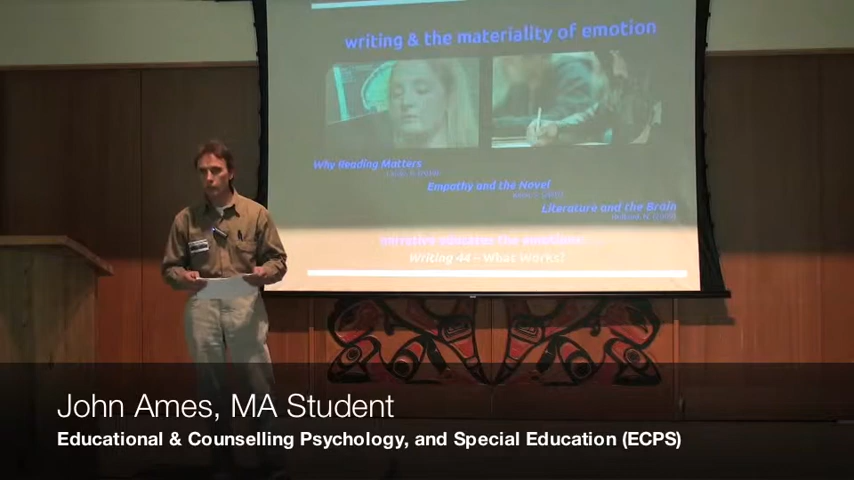 writing & the materiality of emotion
Why Reading Matters
Empathy and the Novel
Literature and the Brain
narrative educates the emotions
Writing 44 – What Works?
John Ames, MA Student
Educational & Counselling Psychology, and Special Education (ECPS)